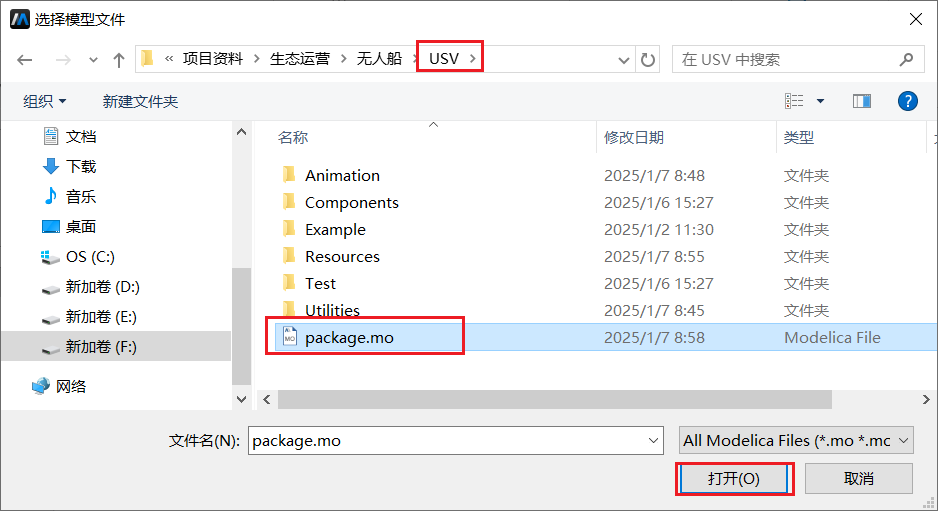 选择模型文件
« 项目资料 › 生态运营 › 无人船 › USV ›
在 USV 中搜索
组织 新建文件夹
?
名称 修改日期 类型
文档
下载
音乐
桌面
OS (C:)
新加卷 (D:)
新加卷 (E:)
新加卷 (F:)
网络
Animation 2025/1/7 8:48 文件夹
Components 2025/1/6 15:27 文件夹
Example 2025/1/2 11:30 文件夹
Resources 2025/1/7 8:55 文件夹
Test 2025/1/6 15:27 文件夹
Utilities 2025/1/7 8:45 文件夹
MO package.mo 2025/1/7 8:58 Modelica File
文件名(N): package.mo All Modelica Files (*.mo *.mc
打开(O) 取消